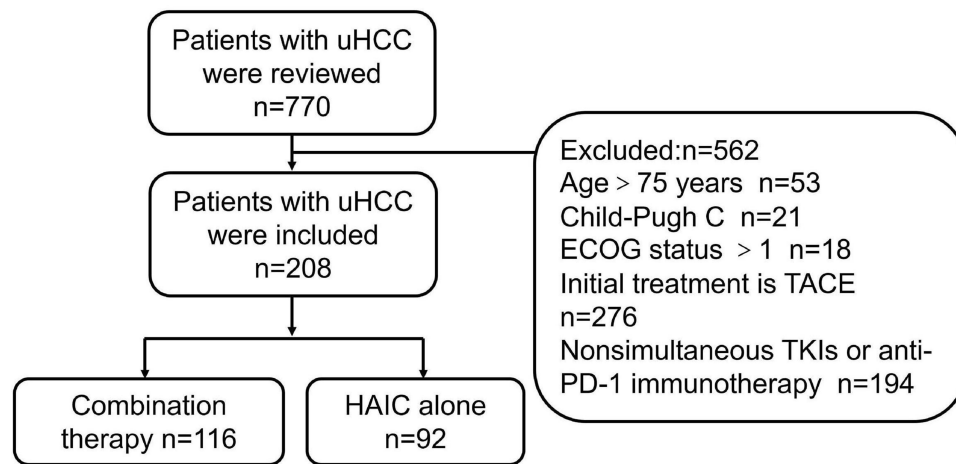 Patients with uHCC
were reviewed
n=770
Excluded:n=562
Age > 75 years n=53
Child-Pugh C n=21
ECOG status > 1 n=18
Initial treatment is TACE
n=276
Nonsimultaneous TKIs or anti-
PD-1 immunotherapy n=194
Patients with uHCC
were included
n=208
Combination
therapy n=116
HAIC alone
n=92